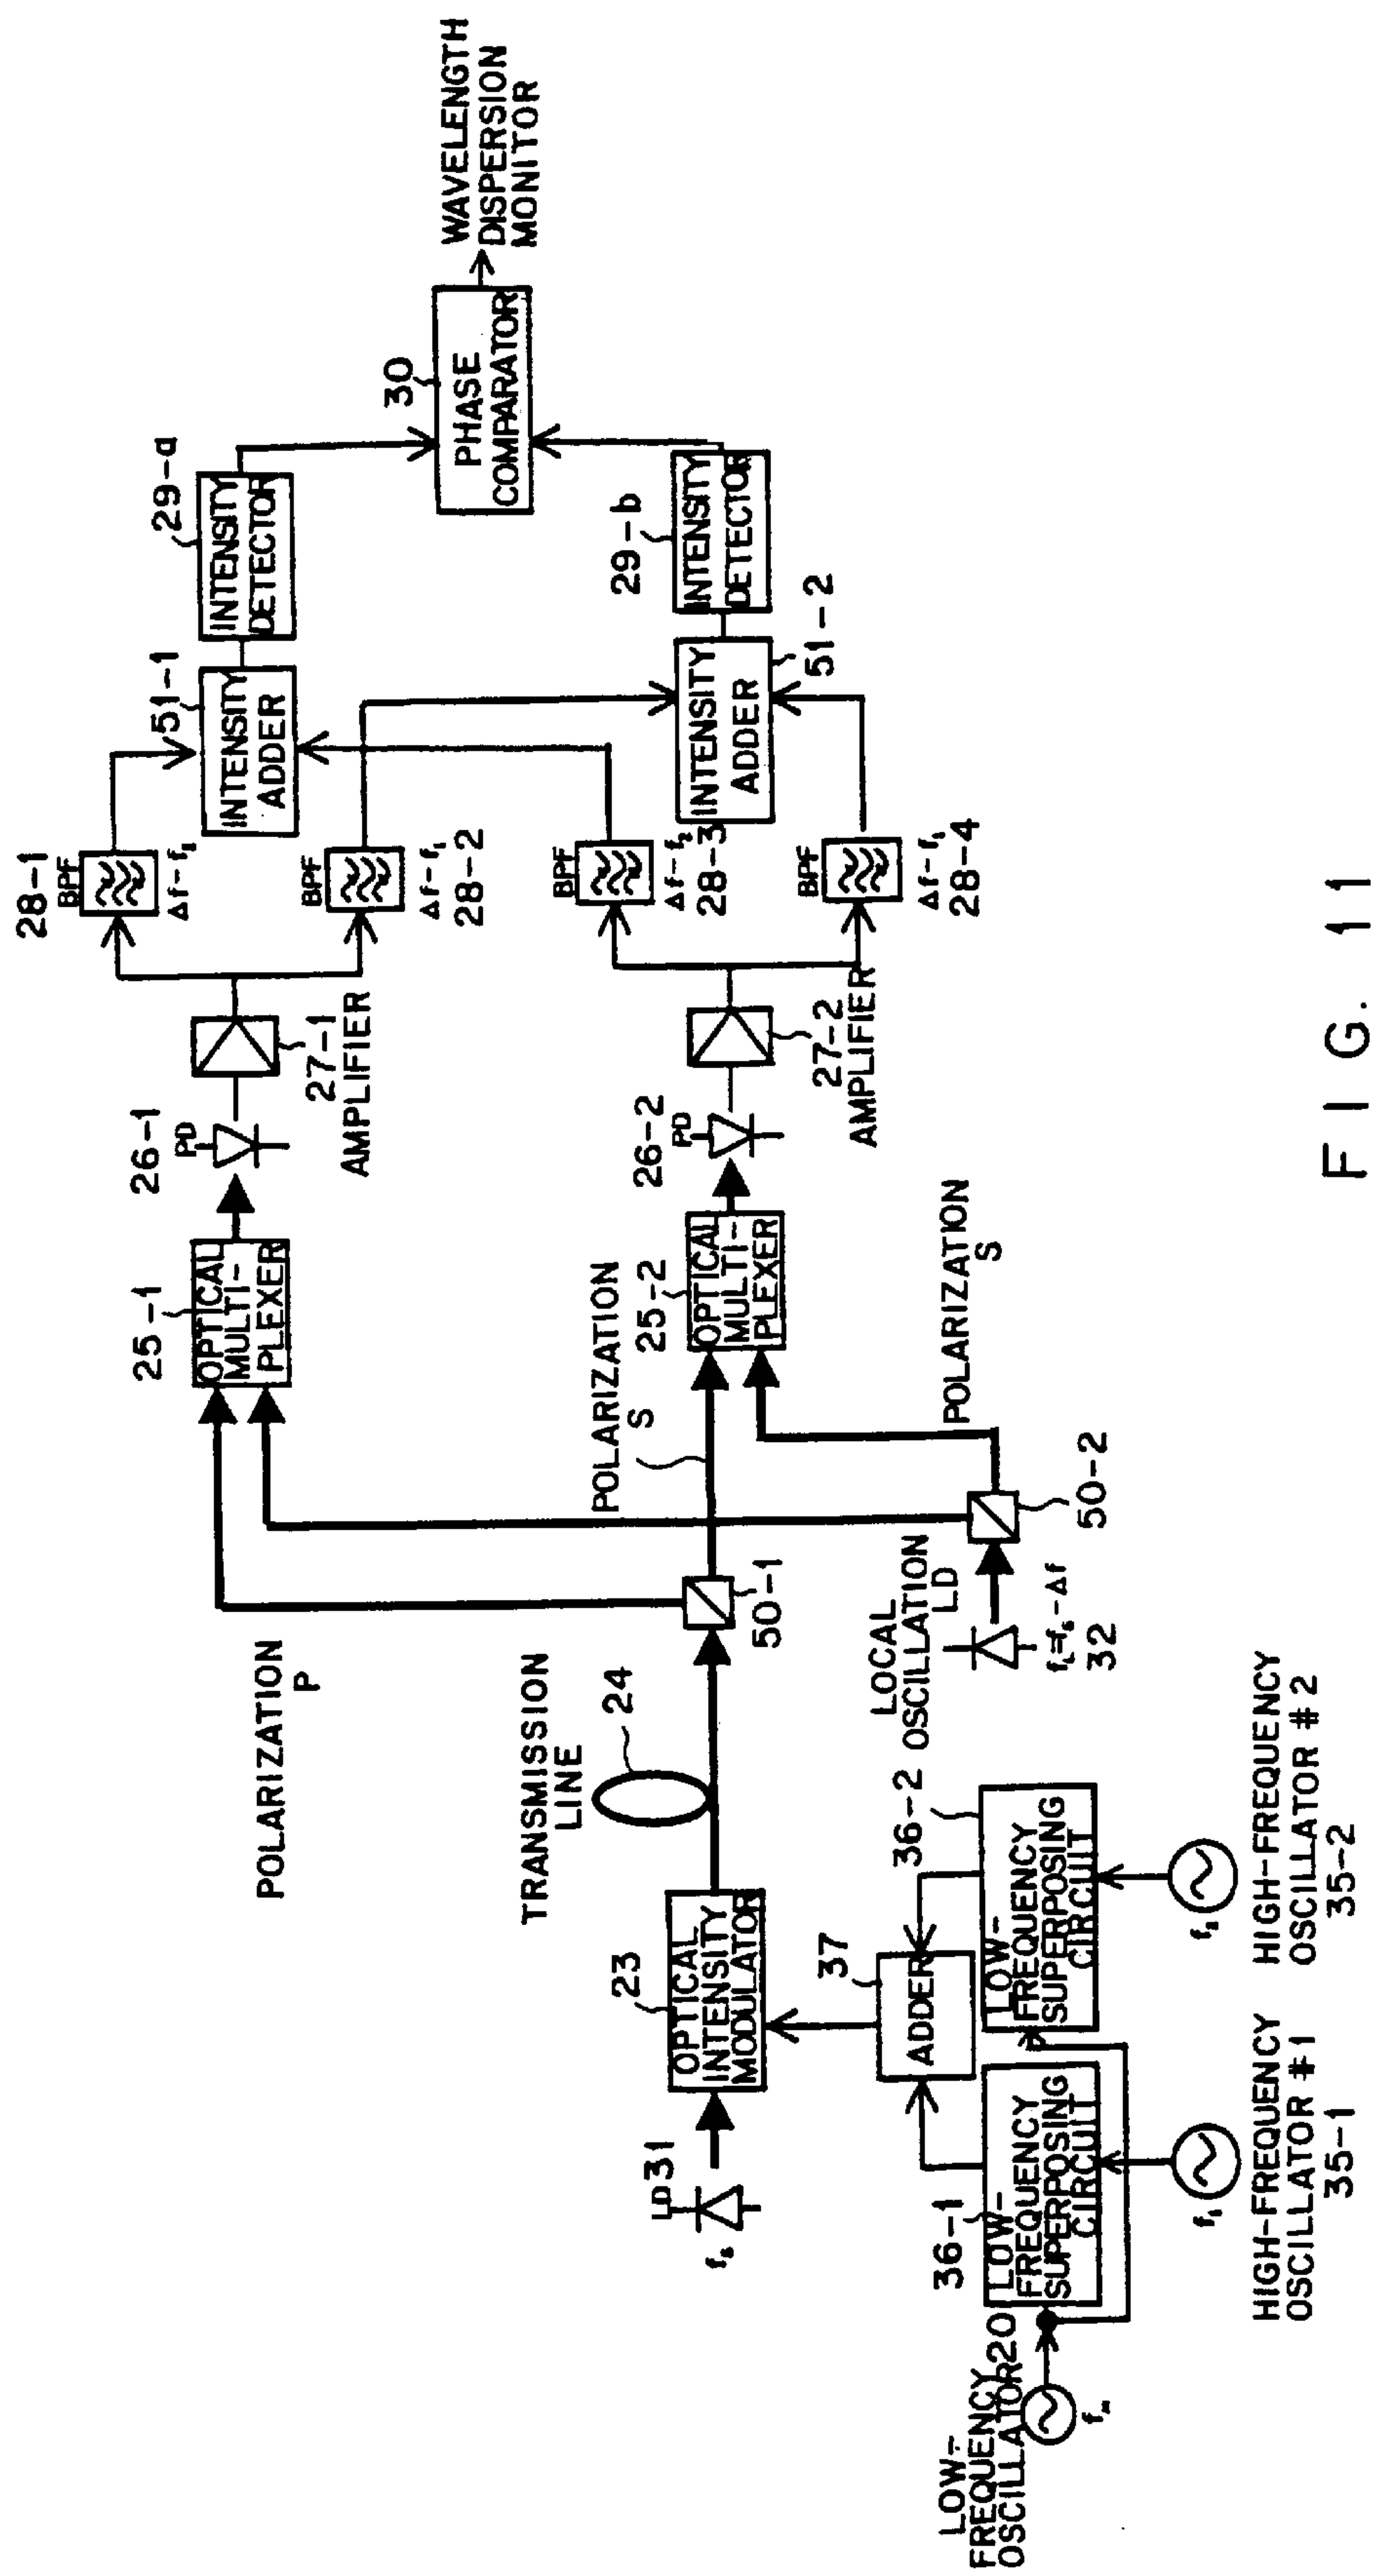 LOW-
FREQUENCY
OSCILLATOR 20
fm
LD 31
fs
23
OPTICAL
INTENSITY
MODULATOR
36-1
LOW-
FREQUENCY
SUPERPOSING
CIRCUIT
f1
HIGH-FREQUENCY
OSCILLATOR #1
35-1
37
ADDER
36-2
LOW-
FREQUENCY
SUPERPOSING
CIRCUIT
f2
HIGH-FREQUENCY
OSCILLATOR #2
35-2
TRANSMISSION
LINE
24
POLARIZATION
P
50-1
LOCAL
OSCILLATION
LD
fL=fs-Δf
32
50-2
POLARIZATION
S
POLARIZATION
S
25-1
OPTICAL
MULTI-
PLEXER
25-2
OPTICAL
MULTI-
PLEXER
26-1
PD
27-1
AMPLIFIER
26-2
PD
27-2
AMPLIFIER
28-1
BPF
Δf-f2
BPF
Δf-f1
28-2
BPF
Δf-f2
28-3
BPF
Δf-f1
28-4
51-1
INTENSITY
ADDER
INTENSITY
ADDER
51-2
29-a
INTENSITY
DETECTOR
29-b
INTENSITY
DETECTOR
30
PHASE
COMPARATOR
WAVELENGTH
DISPERSION
MONITOR
FIG. 11